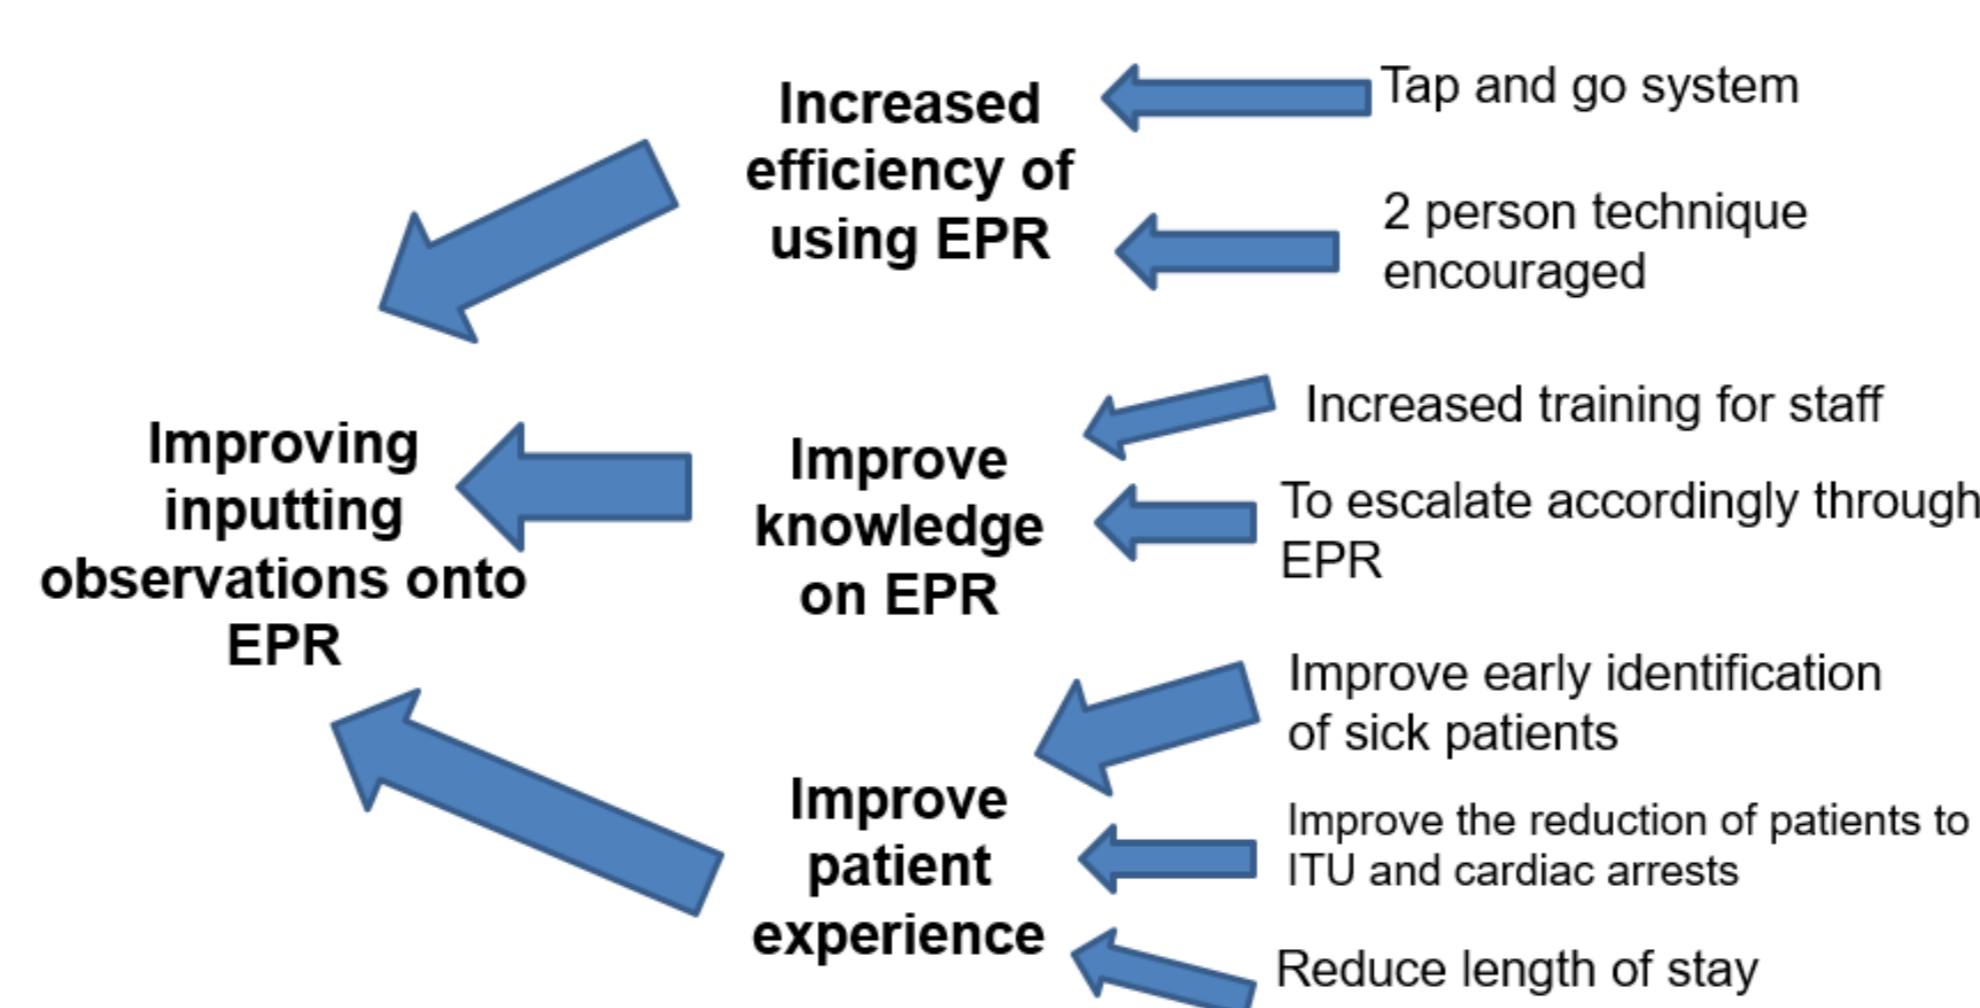 Increased
efficiency of
using EPR
Tap and go system
2 person technique
encouraged
Improving
inputting
observations onto
EPR
Improve
knowledge
on EPR
Increased training for staff
To escalate accordingly through
EPR
Improve
patient
experience
Improve early identification
of sick patients
Improve the reduction of patients to
ITU and cardiac arrests
Reduce length of stay